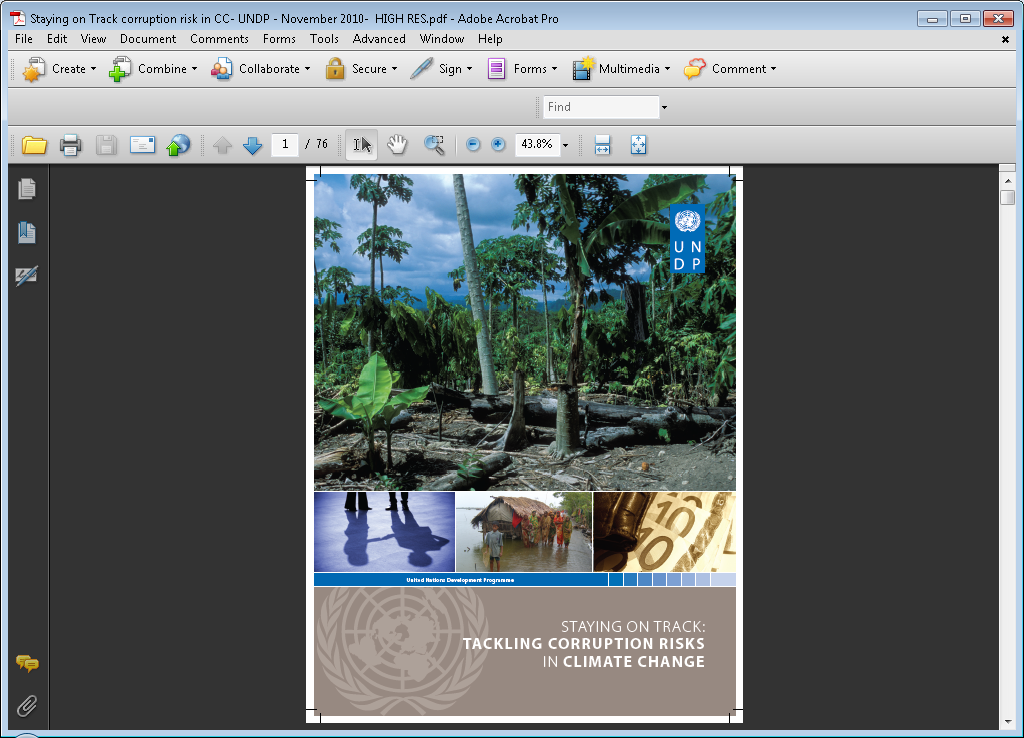 Staying on Track corruption risk in CC- UNDP - November 2010-  HIGH RES.pdf - Adobe Acrobat Pro
File Edit View Document Comments Forms Tools Advanced Window Help
Create Combine Collaborate Secure Sign Forms Multimedia Comment
Find
1 / 76 43.8%
U N
D P
10
10
United Nations Development Programme
STAYING ON TRACK:
TACKLING CORRUPTION RISKS
IN CLIMATE CHANGE